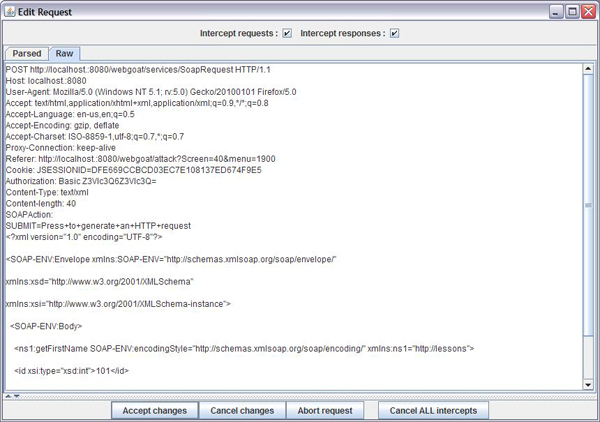 Edit Request
Intercept requests : Intercept responses :
Parsed Raw
POST http://localhost.:8080/webgoat/services/SoapRequest HTTP/1.1
Host: localhost.:8080
User-Agent: Mozilla/5.0 (Windows NT 5.1; rv:5.0) Gecko/20100101 Firefox/5.0
Accept: text/html,application/xhtml+xml,application/xml;q=0.9,*/*;q=0.8
Accept-Language: en-us,en;q=0.5
Accept-Encoding: gzip, deflate
Accept-Charset: ISO-8859-1,utf-8;q=0.7,*;q=0.7
Proxy-Connection: keep-alive
Referer: http://localhost.:8080/webgoat/attack?Screen=40&menu=1900
Cookie: JSESSIONID=DFE669CCBCD03EC7E108137ED674F9E5
Authorization: Basic Z3Vlc3Q6Z3Vlc3Q=
Content-Type: text/xml
Content-length: 40
SOAPAction:
SUBMIT=Press+to+generate+an+HTTP+request
<?xml version="1.0" encoding="UTF-8"?>
<SOAP-ENV:Envelope xmlns:SOAP-ENV="http://schemas.xmlsoap.org/soap/envelope/"
xmlns:xsd="http://www.w3.org/2001/XMLSchema"
xmlns:xsi="http://www.w3.org/2001/XMLSchema-instance">
<SOAP-ENV:Body>
<ns1:getFirstName SOAP-ENV:encodingStyle="http://schemas.xmlsoap.org/soap/encoding/" xmlns:ns1="http://lessons">
<id xsi:type="xsd:int">101</id>
Accept changes Cancel changes Abort request Cancel ALL intercepts